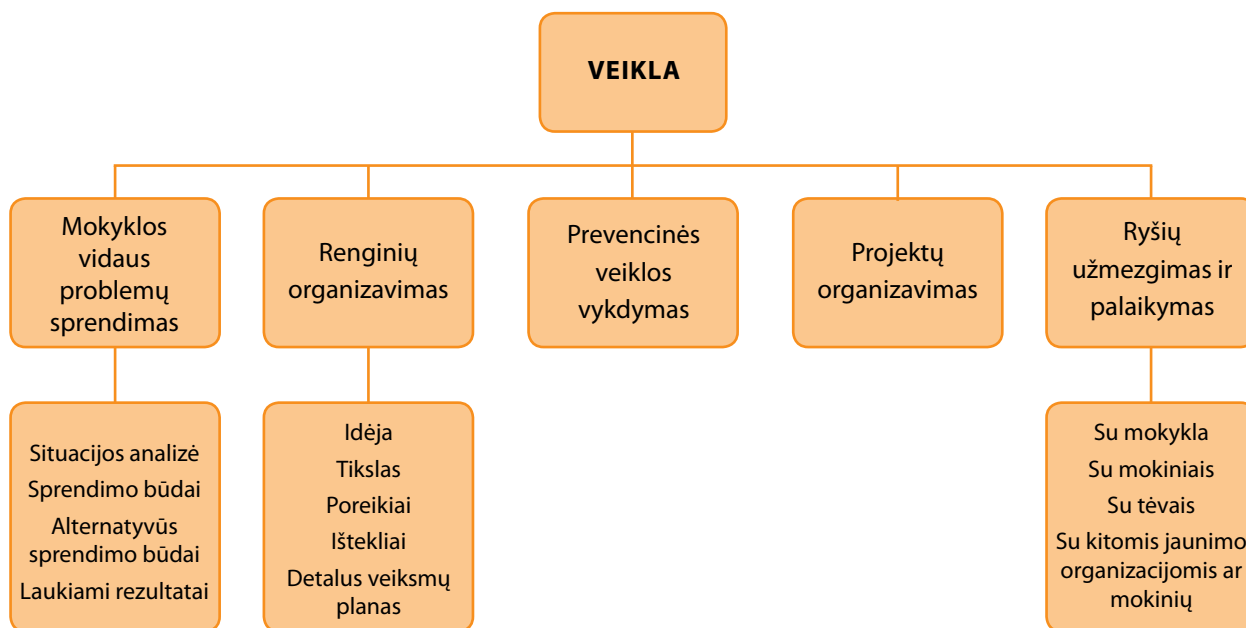 VEIKLA
Mokyklos
vidaus
problemų
sprendimas
Renginių
organizavimas
Prevencinės
veiklos
vykdymas
Projektų
organizavimas
Ryšių
užmezgimas ir
palaikymas
Situacijos analizė
Sprendimo būdai
Alternatyvūs
sprendimo būdai
Laukiami rezultatai
Idėja
Tikslas
Poreikiai
Ištekliai
Detalus veiksmų
planas
Su mokykla
Su mokiniais
Su tėvais
Su kitomis jaunimo
organizacijomis ar
mokinių